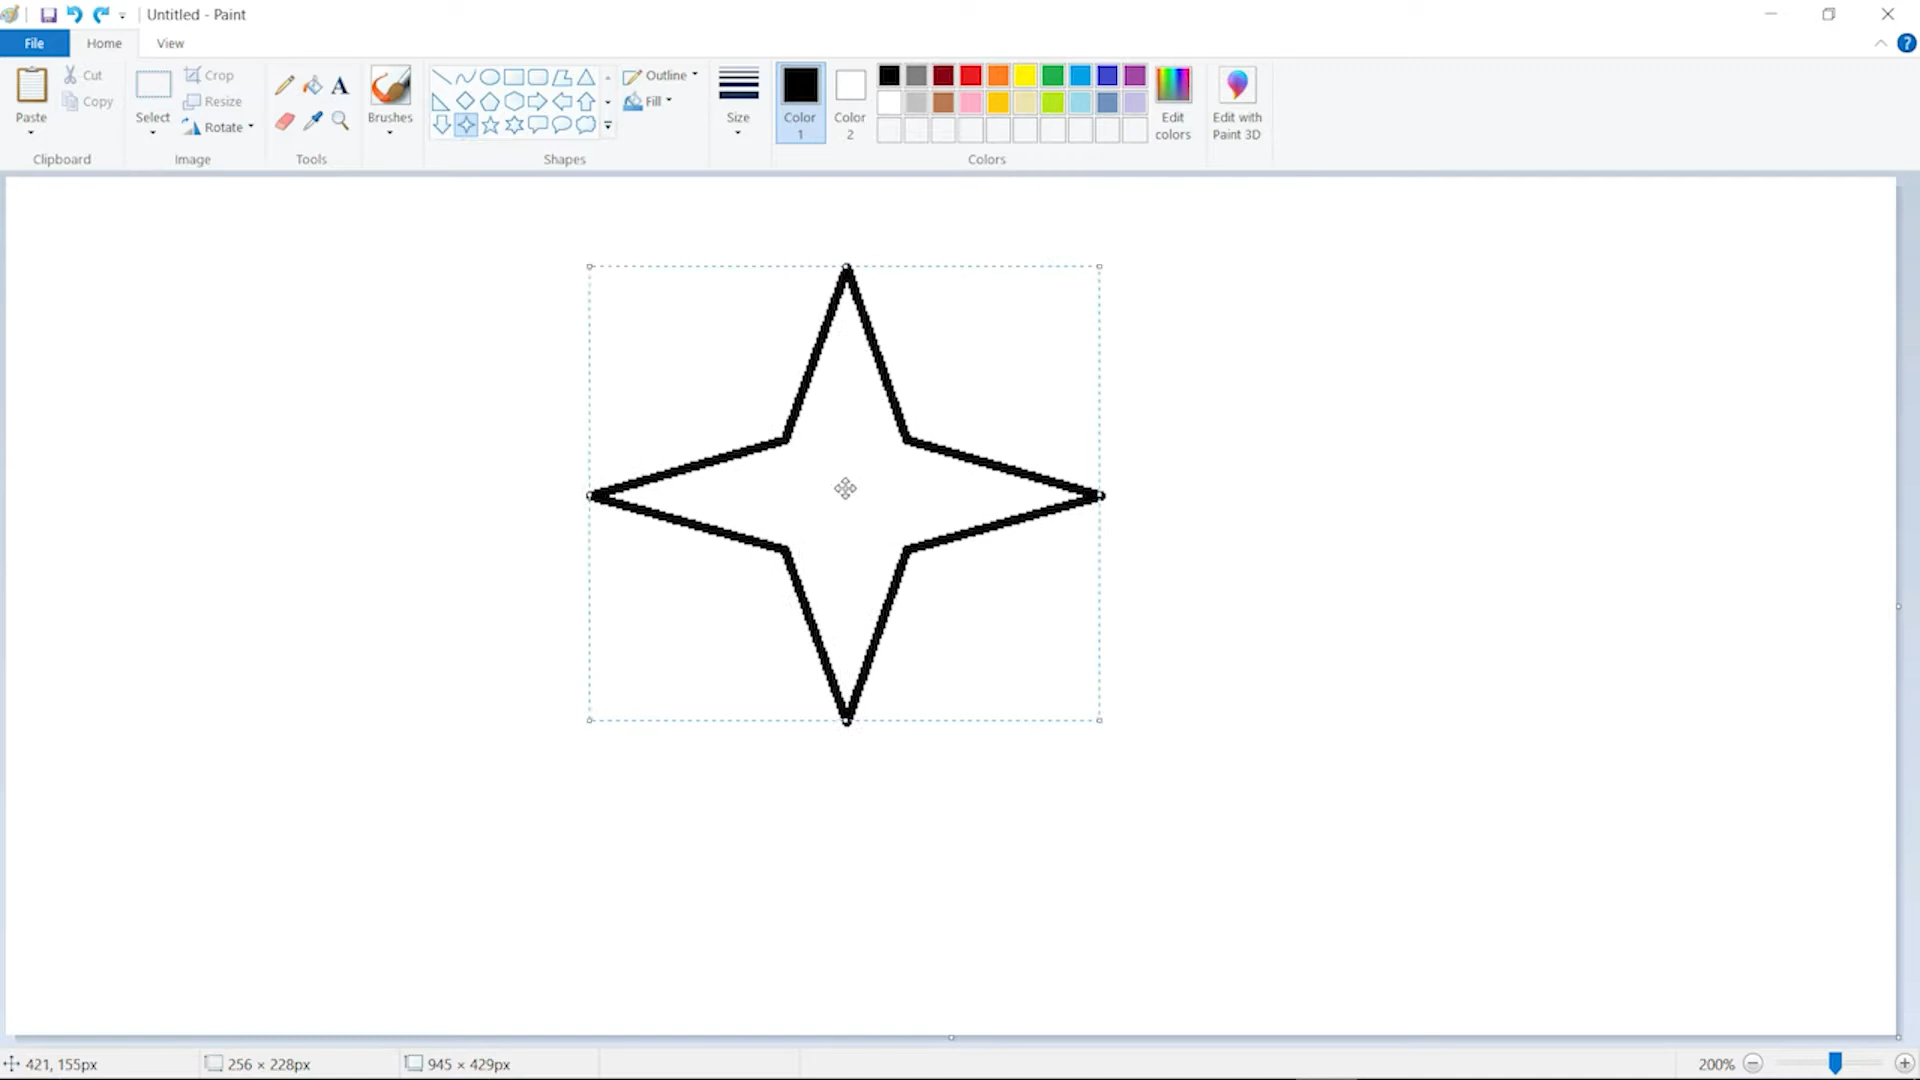 Untitled - Paint
File Home View
Paste
Cut
Copy
Clipboard
Select
Crop
Resize
Rotate
Image
A
Tools
Brushes
Shapes
Outline
Fill
Size
Color 1
Color 2
Colors
Edit colors
Edit with Paint 3D
?
421, 155px 256 × 228px 945 × 429px 200%